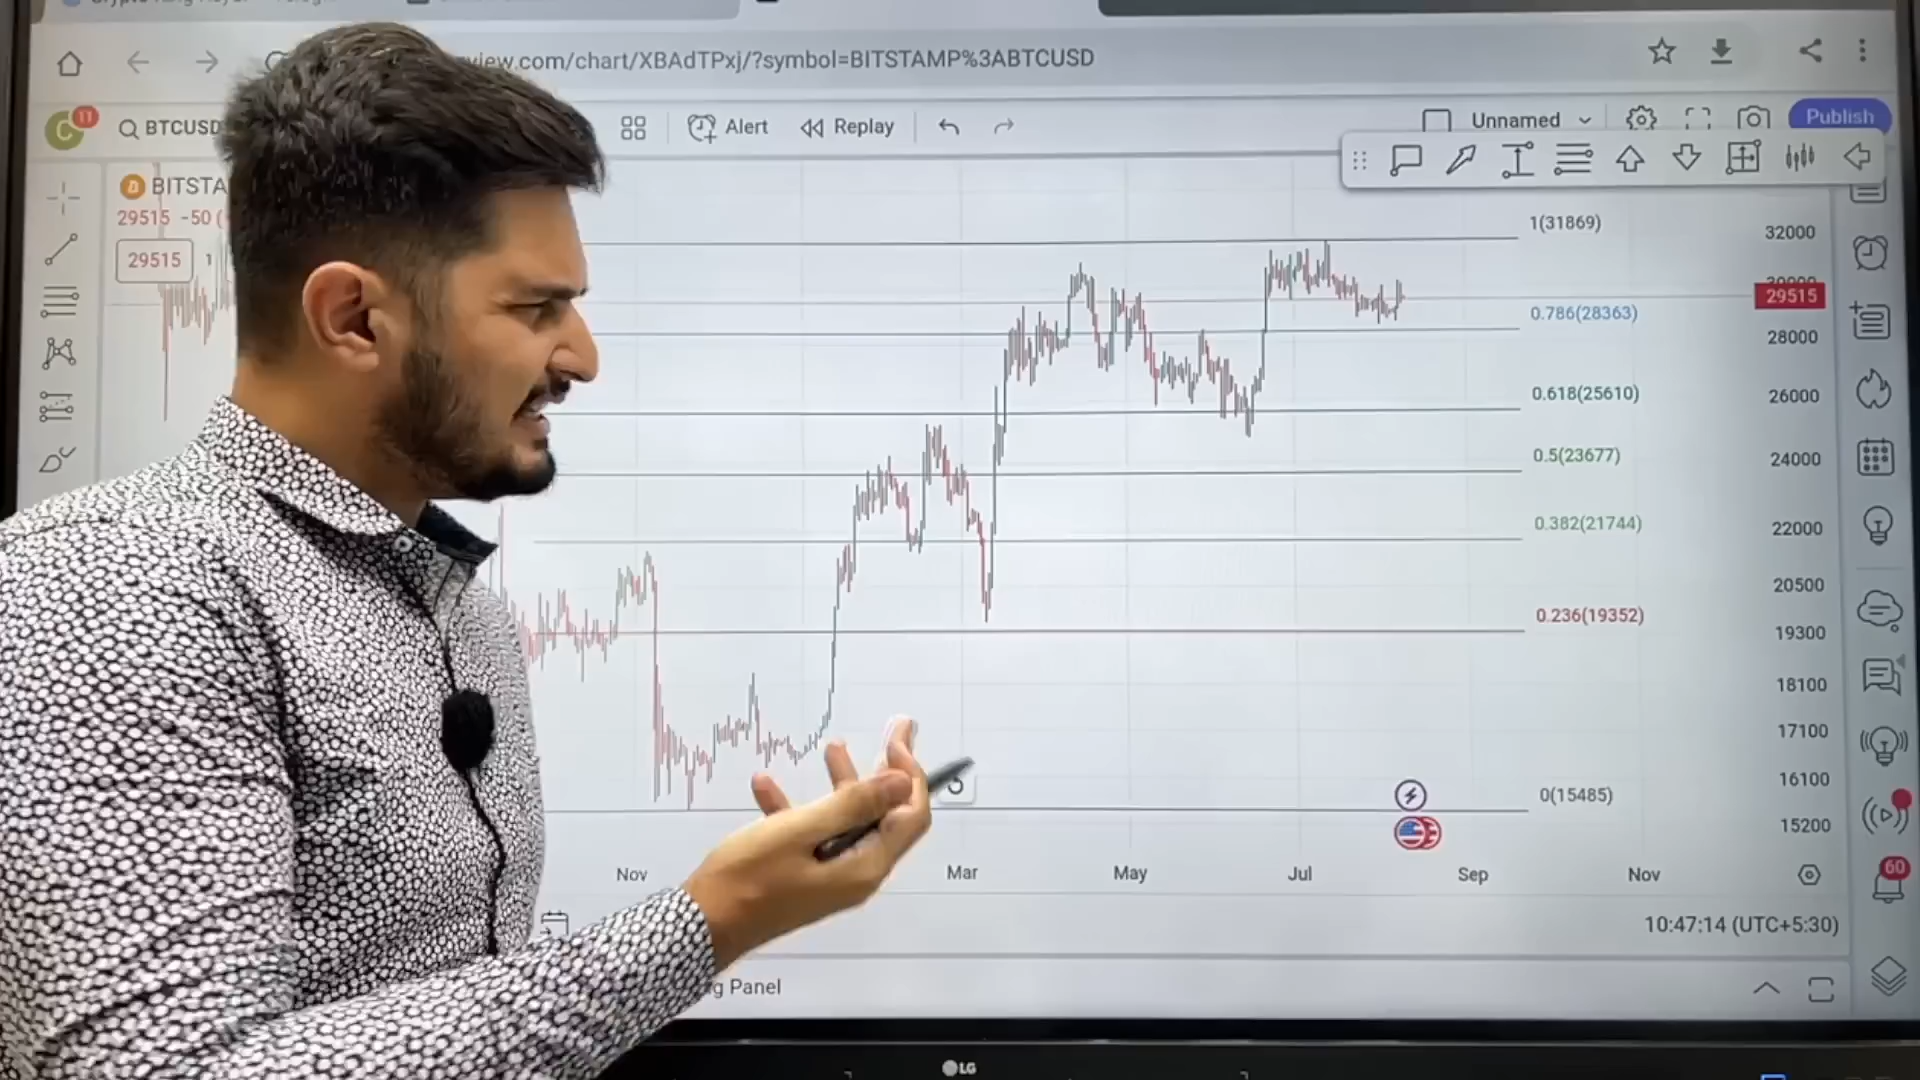 view.com/chart/XBAdTPxj/?symbol=BITSTAMP%3ABTCUSD
11
C
BTCUSD
Alert
Replay
Unnamed
Publish
BITSTA
29515 -50 (
29515
1
1(31869)
0.786(28363)
0.618(25610)
0.5(23677)
0.382(21744)
0.236(19352)
0(15485)
32000
29515
28000
26000
24000
22000
20500
19300
18100
17100
16100
15200
60
Nov
Mar
May
Jul
Sep
Nov
10:47:14 (UTC+5:30)
g Panel
LG